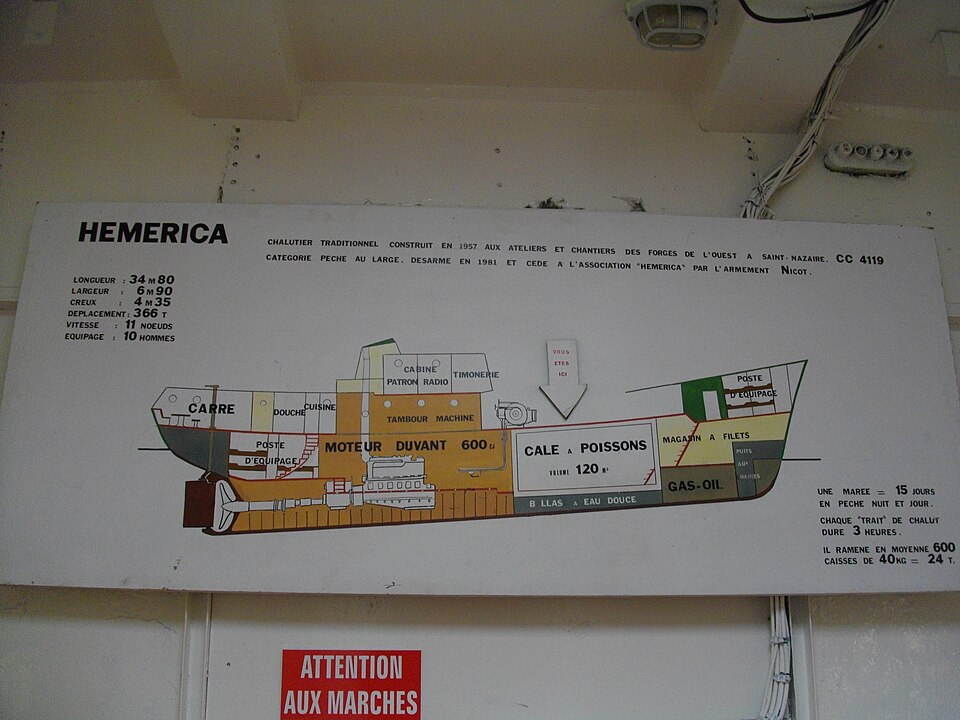 HEMERICA
CHALUTIER TRADITIONNEL CONSTRUIT EN 1957 AUX ATELIERS ET CHANTIERS DES FORGES DE L'OUEST A SAINT-NAZAIRE. CC 4119
CATEGORIE PECHE AU LARGE. DESARME EN 1981 ET CEDE A L'ASSOCIATION "HEMERICA" PAR L'ARMEMENT NICOT.
LONGUEUR : 34 M 80
LARGEUR : 6 M 90
CREUX : 4 M 35
DEPLACEMENT: 366 T
VITESSE : 11 NOEUDS
EQUIPAGE : 10 HOMMES
VOUS
ETES
ICI
CABINE
PATRON RADIO
TIMONERIE
POSTE
D'EQUIPAGE
CARRE
DOUCHE
CUISINE
TAMBOUR MACHINE
POSTE
D'EQUIPAGE
MOTEUR DUVANT 600 CV
CALE A POISSONS
VOLUME 120 M3
MAGASIN A FILETS
PUITS
AUX
CHAINES
GAS-OIL
B LLAS A EAU DOUCE
UNE MAREE = 15 JOURS
EN PECHE NUIT ET JOUR.
CHAQUE "TRAIT" DE CHALUT
DURE 3 HEURES.
IL RAMENE EN MOYENNE 600
CAISSES DE 40KG = 24 T.
ATTENTION
AUX MARCHES